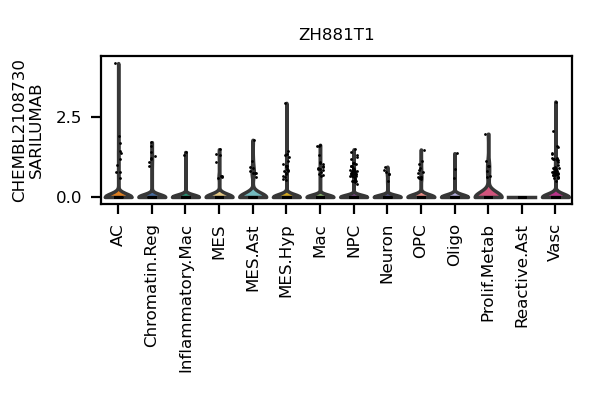 ZH881T1
CHEMBL2108730
SARILUMAB
2.5
0.0
AC
Chromatin.Reg
Inflammatory.Mac
MES
MES.Ast
MES.Hyp
Mac
NPC
Neuron
OPC
Oligo
Prolif.Metab
Reactive.Ast
Vasc